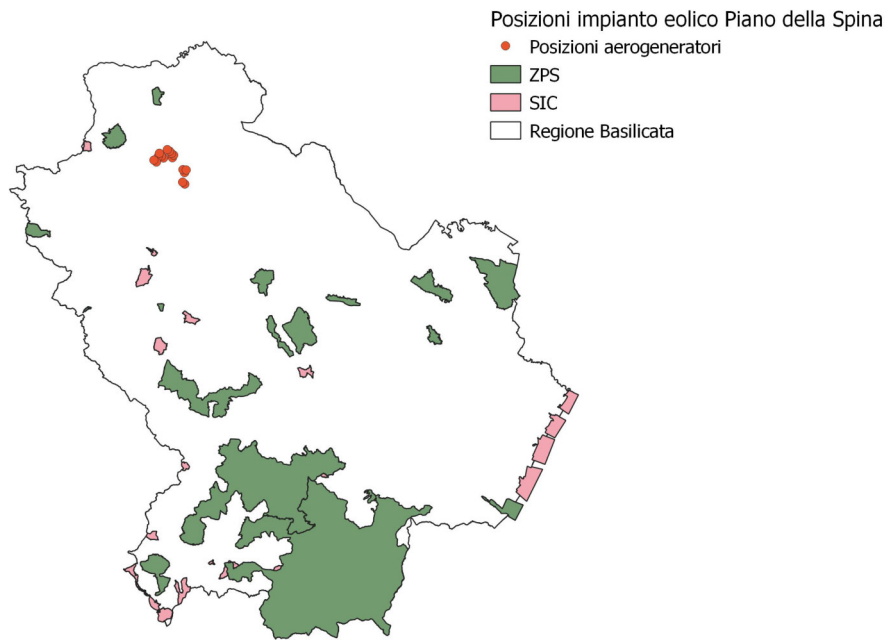 Posizioni impianto eolico Piano della Spina
Posizioni aerogeneratori
ZPS
SIC
Regione Basilicata